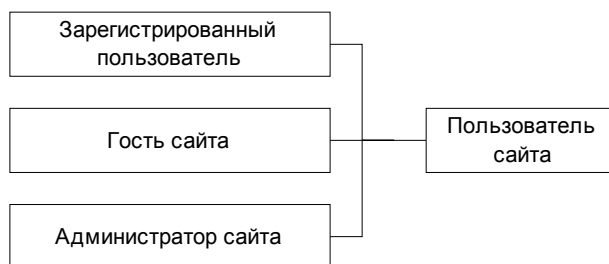 Зарегистрированный
пользователь
Гость сайта
Пользователь
сайта
Администратор сайта